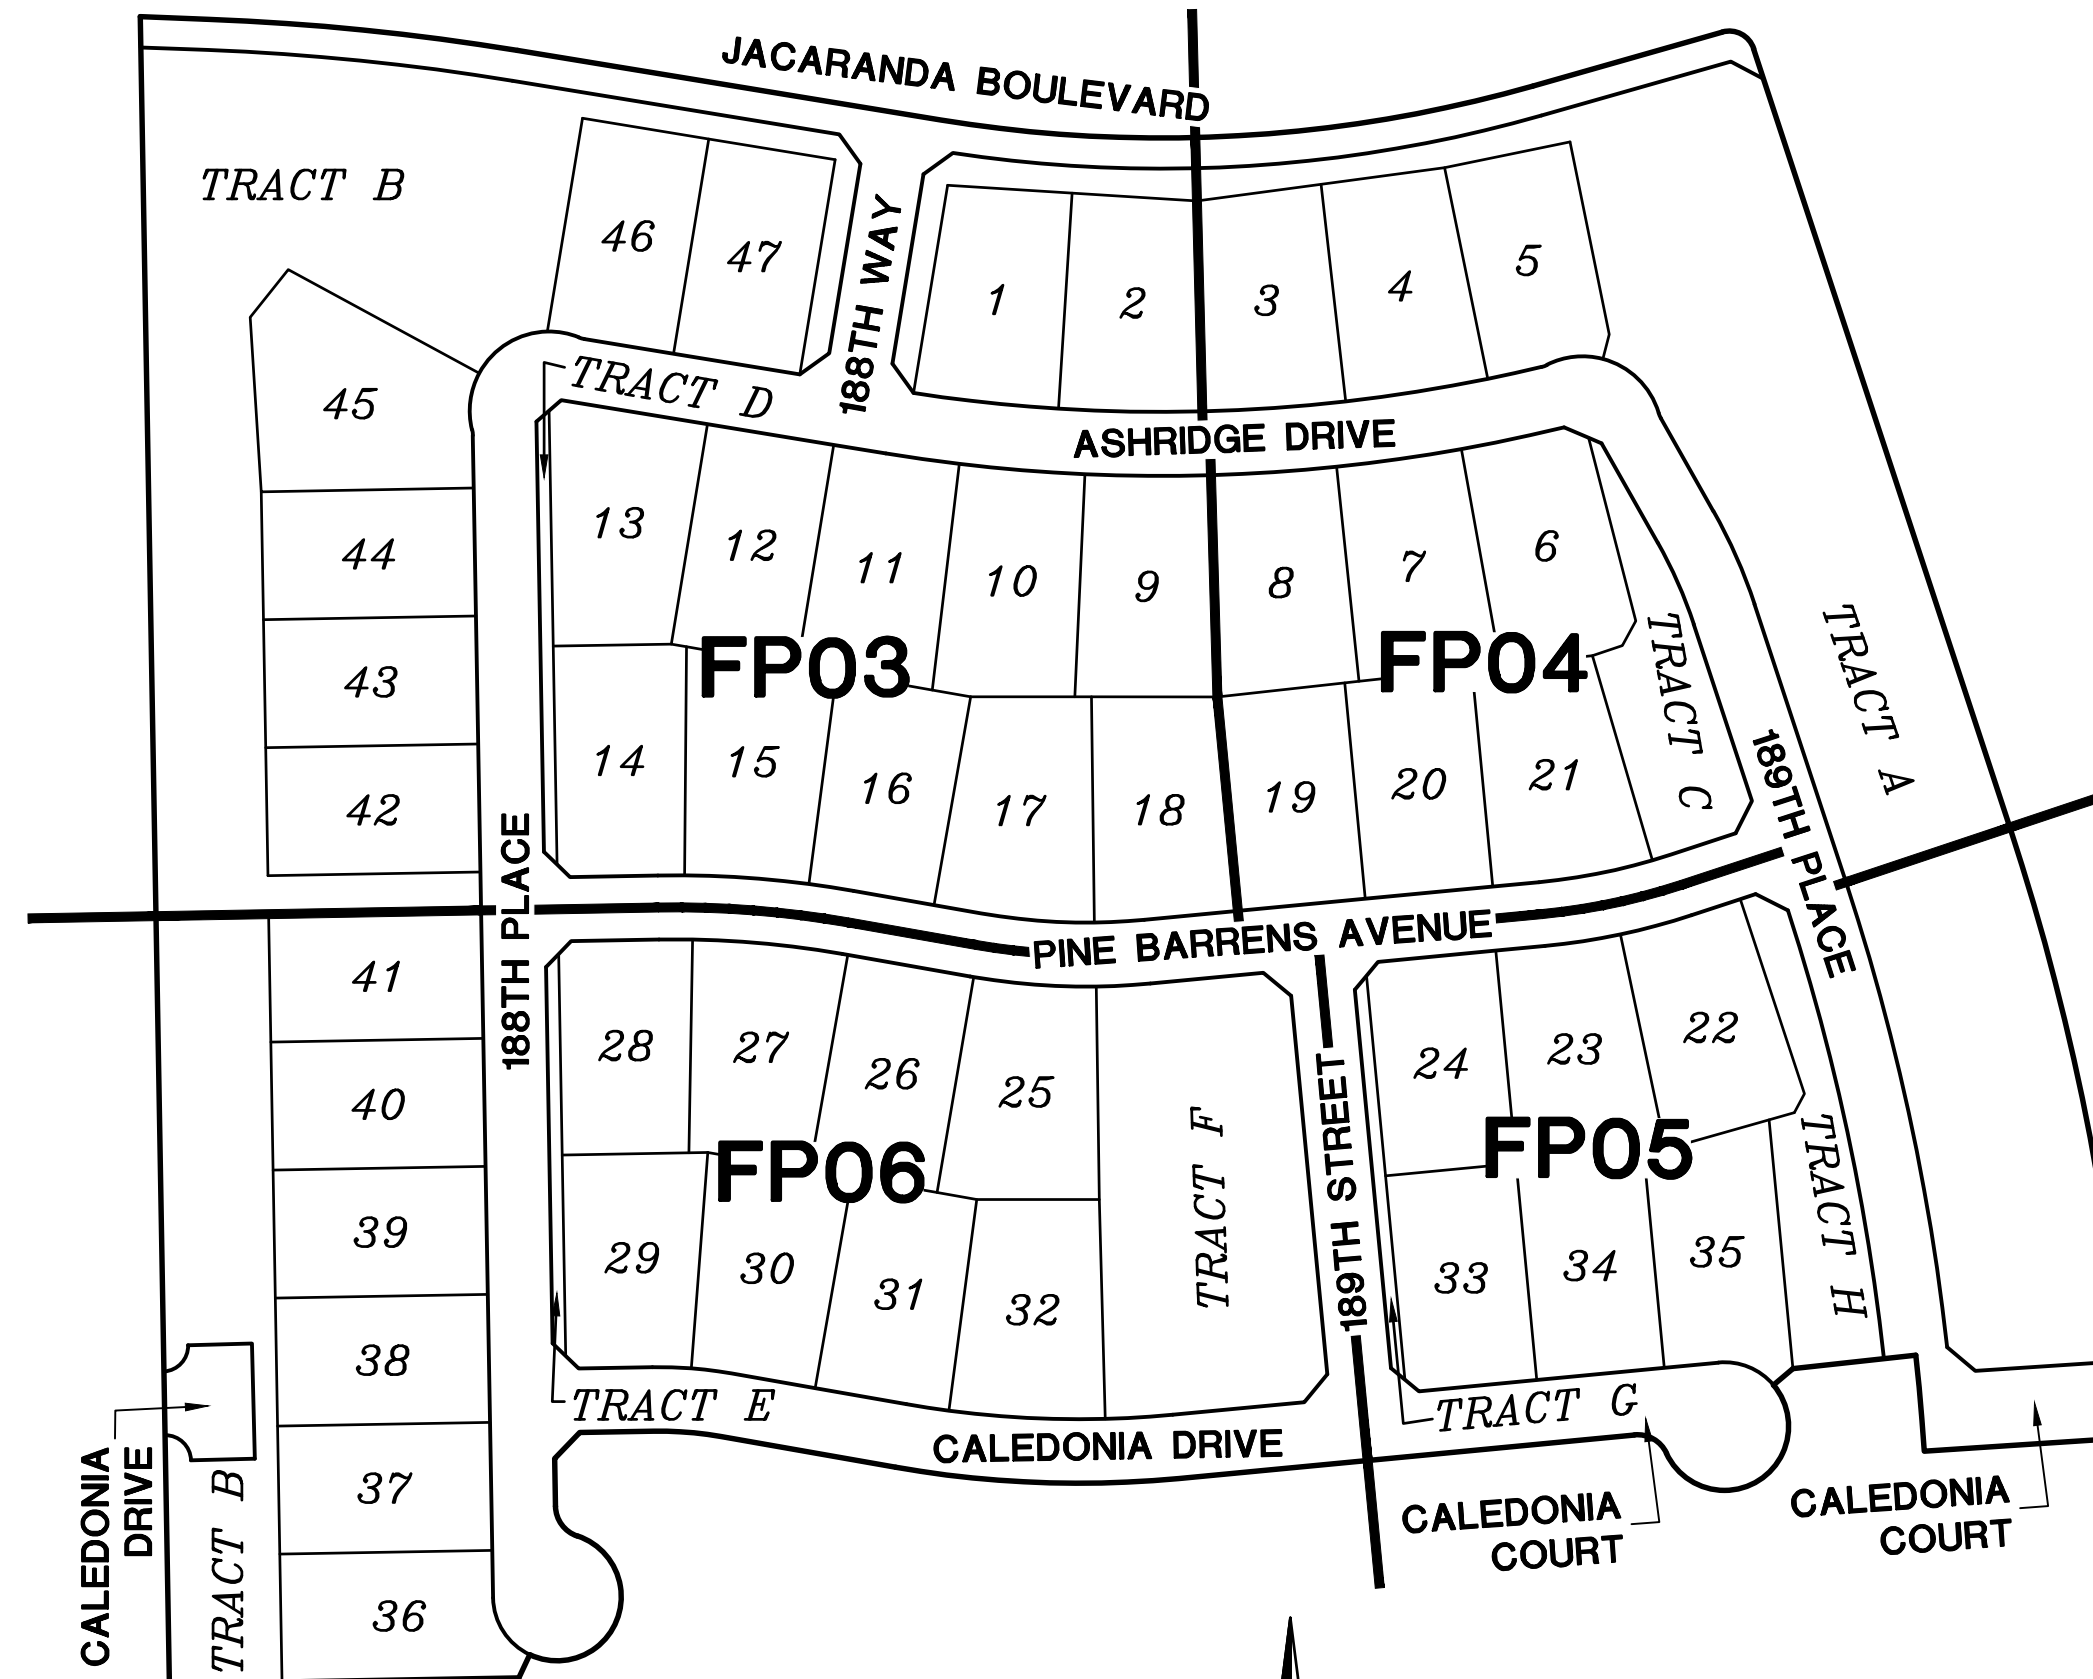 JACARANDA BOULEVARD
TRACT B
46
47
188TH WAY
1
2
3
4
5
45
TRACT D
ASHRIDGE DRIVE
44
13
12
11
10
9
8
7
6
43
FP03
FP04
TRACT C
TRACT A
42
14
15
16
17
18
19
20
21
189TH PLACE
188TH PLACE
PINE BARRENS AVENUE
41
28
27
26
25
TRACT F
189TH STREET
24
23
22
40
FP06
FP05
TRACT H
39
29
30
31
32
33
34
35
38
TRACT E
TRACT G
CALEDONIA DRIVE
CALEDONIA
DRIVE
TRACT B
37
CALEDONIA
COURT
CALEDONIA
COURT
36